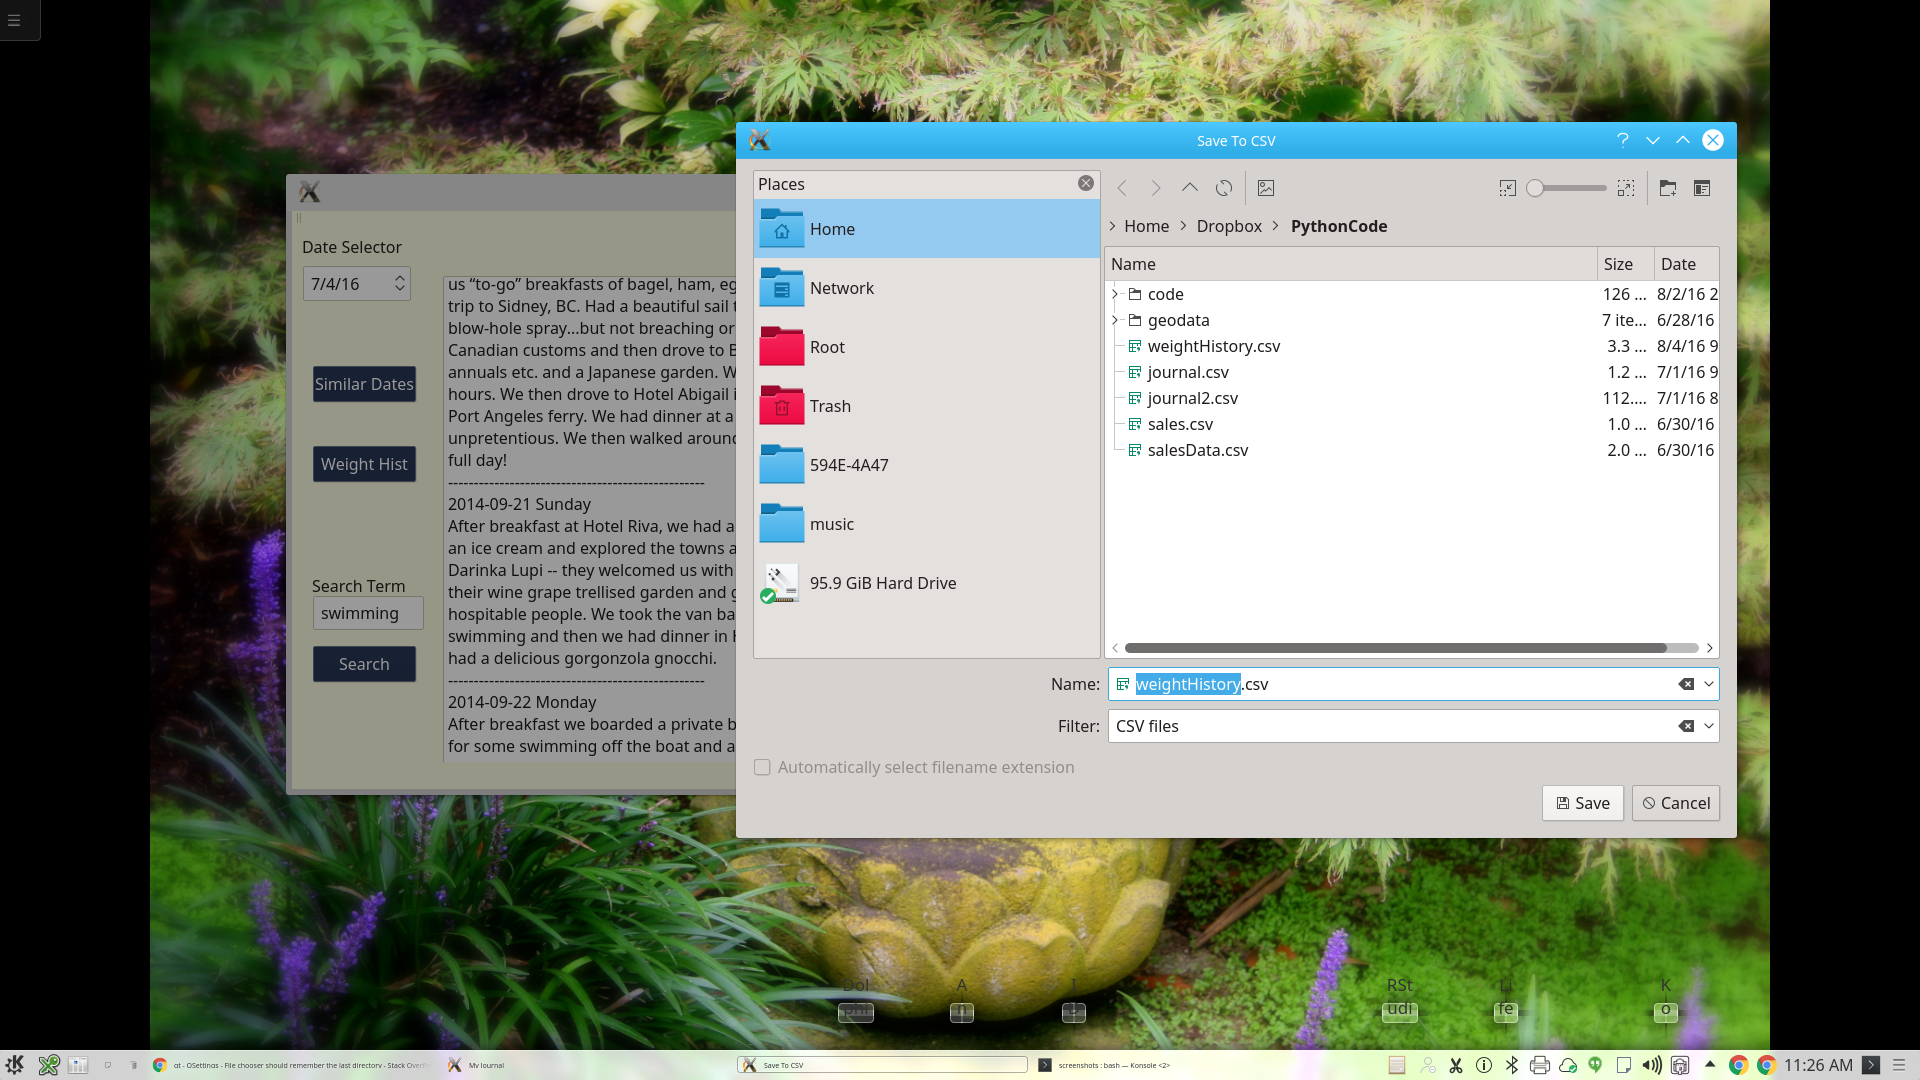 Save To CSV
Places
Home
Network
Root
Trash
594E-4A47
music
95.9 GiB Hard Drive
Home
Dropbox
PythonCode
Name
Size
Date
code
126 ...
8/2/16 2
geodata
7 ite...
6/28/16
weightHistory.csv
3.3 ...
8/4/16 9
journal.csv
1.2 ...
7/1/16 9
journal2.csv
112....
7/1/16 8
sales.csv
1.0 ...
6/30/16
salesData.csv
2.0 ...
6/30/16
Name:
weightHistory.csv
Filter:
CSV files
Automatically select filename extension
Save
Cancel
Date Selector
7/4/16
Similar Dates
Weight Hist
Search Term
swimming
Search
us “to-go” breakfasts of bagel, ham, eg
trip to Sidney, BC. Had a beautiful sail t
blow-hole spray...but not breaching or
Canadian customs and then drove to B
annuals etc. and a Japanese garden. W
hours. We then drove to Hotel Abigail i
Port Angeles ferry. We had dinner at a
unpretentious. We then walked around
full day!
--------------------------------------------------
2014-09-21 Sunday
After breakfast at Hotel Riva, we had a
an ice cream and explored the towns a
Darinka Lupi -- they welcomed us with
their wine grape trellised garden and g
hospitable people. We took the van ba
swimming and then we had dinner in H
had a delicious gorgonzola gnocchi.
--------------------------------------------------
2014-09-22 Monday
After breakfast we boarded a private b
for some swimming off the boat and a
Dol
A
I
RSt
udi
Li
fe
K
o
qt - QSettings - File chooser should remember the last directory - Stack Overfl
My Journal
Save To CSV
screenshots : bash — Konsole <2>
11:26 AM